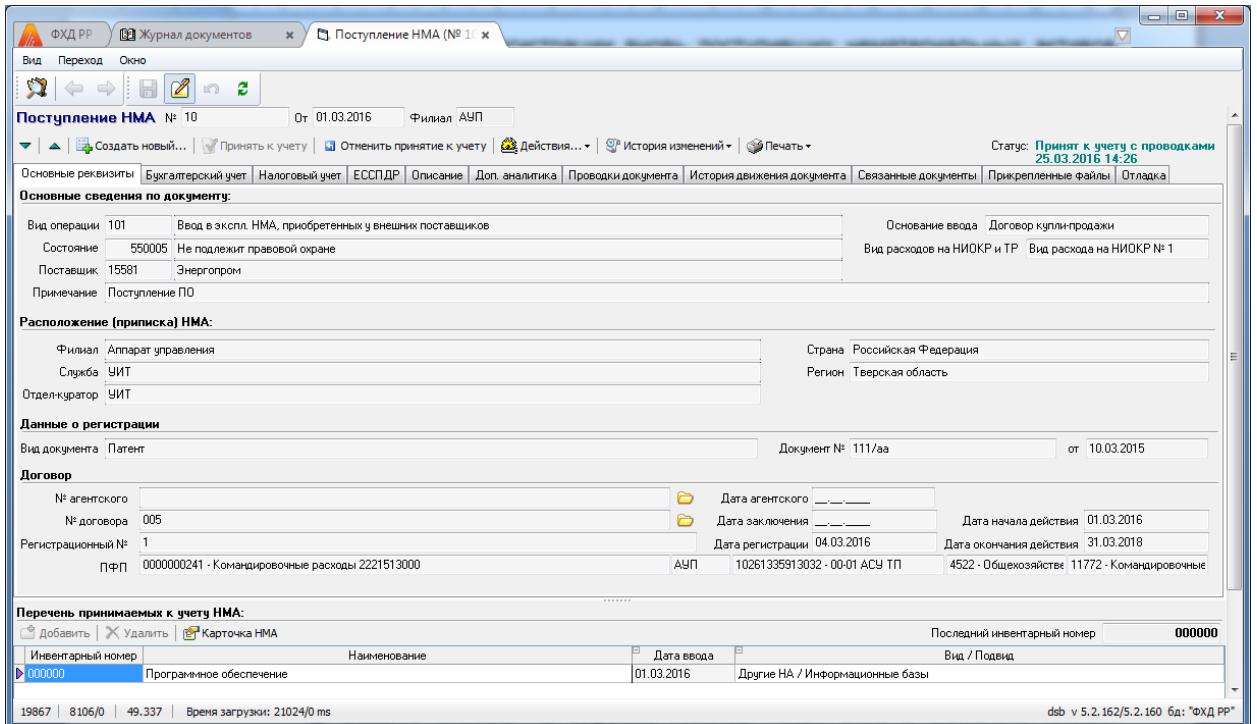 ФХД РР Журнал документов Поступление НМА (№ 10
Вид Переход Окно
Поступление НМА № 10 От 01.03.2016 Филиал АУП
Создать новый... Принять к учету Отменить принятие к учету Действия... История изменений Печать Статус: Принят к учету с проводками
25.03.2016 14:26
Основные реквизиты Бухгалтерский учет Налоговый учет ЕССПДР Описание Доп. аналитика Проводки документа История движения документа Связанные документы Прикрепленные файлы Отладка
Основные сведения по документу:
Вид операции 101 Ввод в экспл. НМА, приобретенных у внешних поставщиков Основание ввода Договор купли-продажи
Состояние 550005 Не подлежит правовой охране Вид расходов на НИОКР и ТР Вид расхода на НИОКР № 1
Поставщик 15581 Энергопром
Примечание Поступление ПО
Расположение (приписка) НМА:
Филиал Аппарат управления Страна Российская Федерация
Служба УИТ Регион Тверская область
Отдел-куратор УИТ
Данные о регистрации
Вид документа Патент Документ № 111/аа от 10.03.2015
Договор
№ агентского Дата агентского __.__.____
№ договора 005 Дата заключения __.__.____ Дата начала действия 01.03.2016
Регистрационный № 1 Дата регистрации 04.03.2016 Дата окончания действия 31.03.2018
ПФП 0000000241 - Командировочные расходы 2221513000 АУП 10261335913032 - 00-01 АСУ ТП 4522 - Общехозяйстве 11772 - Командировочные
Перечень принимаемых к учету НМА:
Добавить Удалить Карточка НМА Последний инвентарный номер 000000
Инвентарный номер Наименование Дата ввода Вид / Подвид
000000 Программное обеспечение 01.03.2016 Другие НА / Информационные базы
19867 8106/0 49.337 Время загрузки: 21024/0 ms dsb v 5.2.162/5.2.160 бд: "ФХД РР"